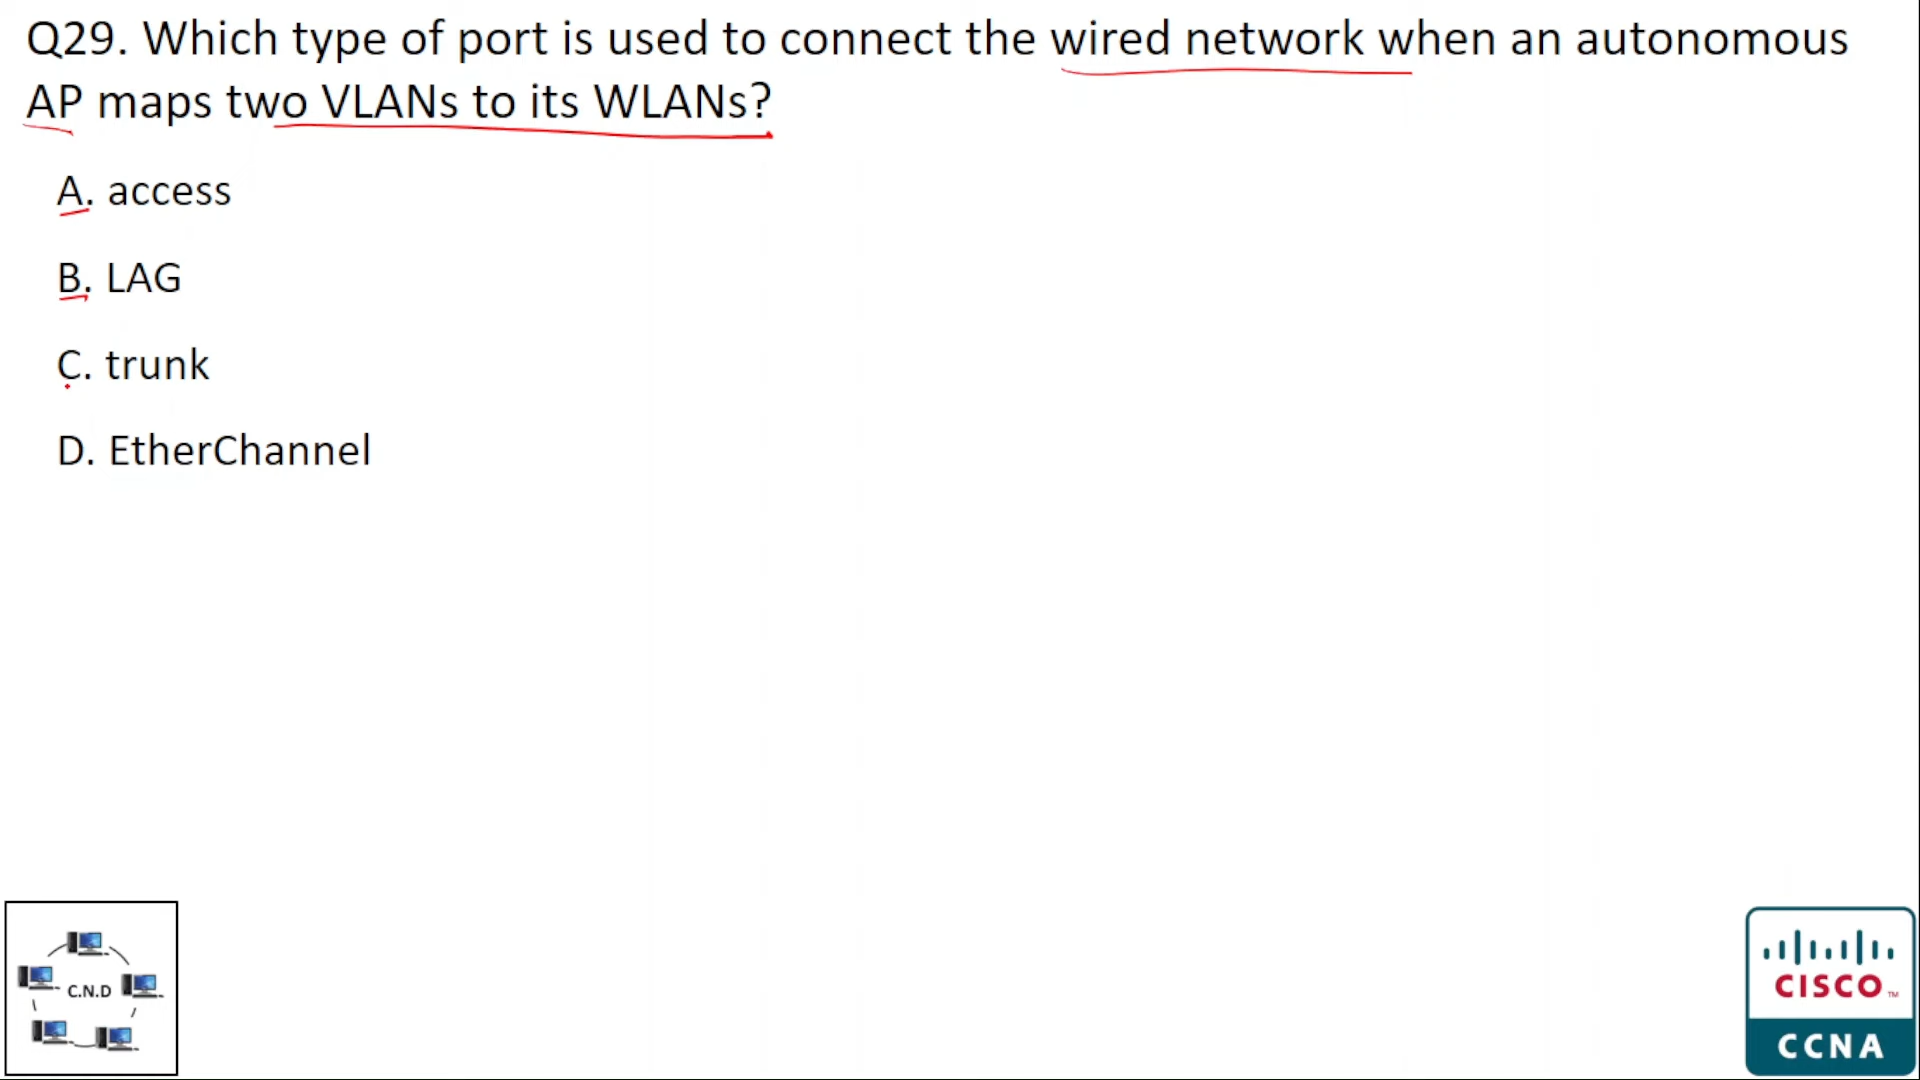 Q29. Which type of port is used to connect the wired network when an autonomous
AP maps two VLANs to its WLANs?
A. access
B. LAG
C. trunk
D. EtherChannel
C.N.D
CISCO™
CCNA